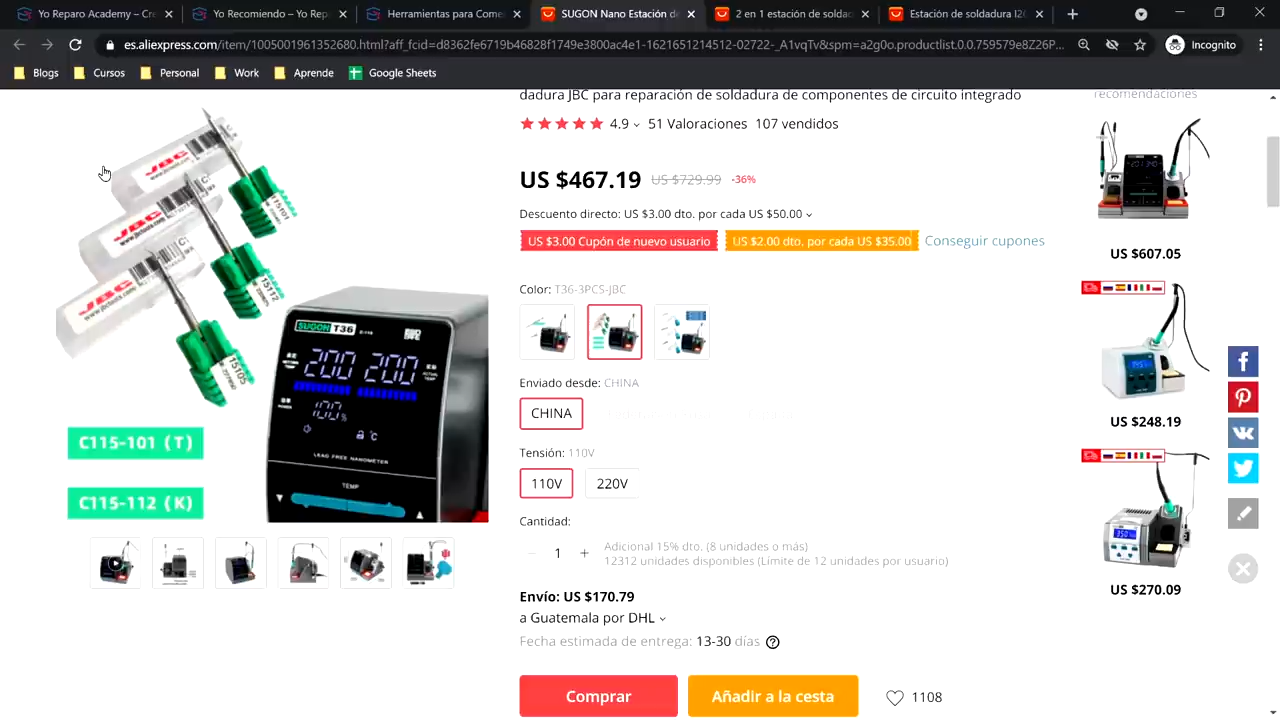 Yo Reparo – Cre
Yo Recomiendo – Rec
Herramientas para Come
SUGON Nano Estación de
2 en 1 estación de soldad
Estación de soldadura I2
es.aliexpress.com/item/1005001961352680.html?aff_fcid=d8362fe6719b46828f1749e3800ac4e1-1621651214512-02722-_A1vqTv&spm=a2g0o.productlist.0.0.759579e8Z26P...
Incognito
Blogs
Cursos
Personal
Work
Aprende
Google Sheets
dadura JBC para reparación de soldadura de componentes de circuito integrado
4.9
51 Valoraciones
107 vendidos
US $467.19
US $729.99
-36%
Descuento directo: US $3.00 dto. por cada US $50.00
US $3.00 Cupón de nuevo usuario
US $2.00 dto. por cada US $35.00
Conseguir cupones
Color: T36-3PCS-JBC
Enviado desde: CHINA
CHINA
Tensión: 110V
110V
220V
Cantidad:
1
Adicional 15% dto. (8 unidades o más)
12312 unidades disponibles (Límite de 12 unidades por usuario)
Envío: US $170.79
a Guatemala por DHL
Fecha estimada de entrega: 13-30 días
Comprar
Añadir a la cesta
1108
JBC
JBC
JBC
T15101
T5112
T5105
SUGON T36
200 200
100%
°C
LEAD FREE NANOMETER
TEMP
C115-101 (T)
C115-112 (K)
recomendaciones
US $607.05
US $248.19
US $270.09